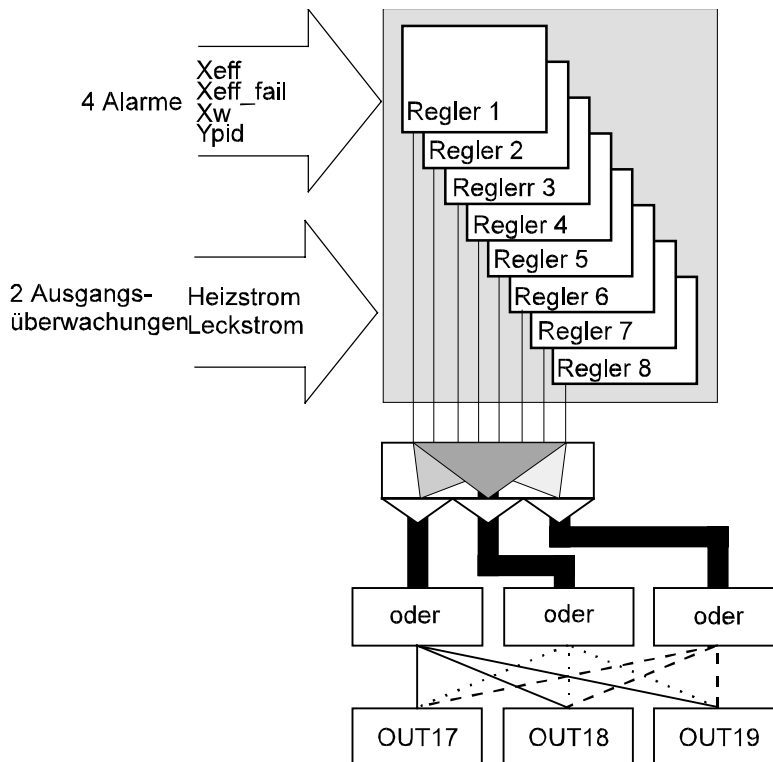 4 Alarme
Xeff
Xeff_fail
Xw
Ypid
Regler 1
Regler 2
Reglerr 3
Regler 4
Regler 5
Regler 6
Regler 7
Regler 8
2 Ausgangs-
überwachungen
Heizstrom
Leckstrom
oder
oder
oder
OUT17
OUT18
OUT19